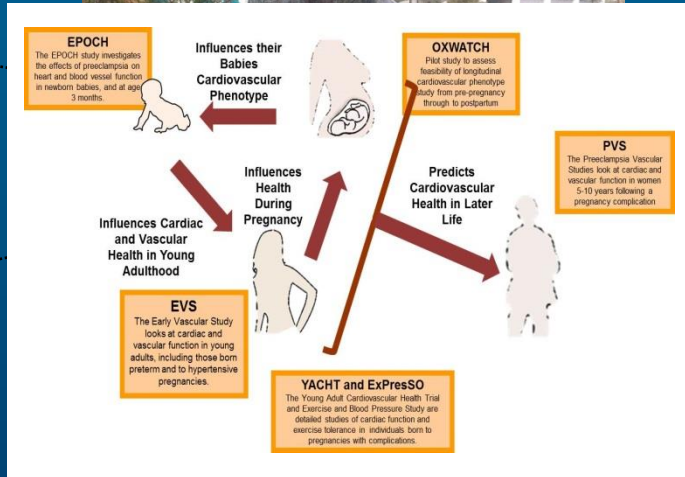 EPOCH
The EPOCH study investigates
the effects of preeclampsia on
heart and blood vessel function
in newborn babies, and at age
3 months.
Influences their
Babies
Cardiovascular
Phenotype
OXWATCH
Pilot study to assess
feasibility of longitudinal
cardiovascular phenotype
study from pre-pregnancy
through to postpartum
PVS
The Preeclampsia Vascular
Studies look at cardiac and
vascular function in women
5-10 years following a
pregnancy complication
Influences
Health
During
Pregnancy
Predicts
Cardiovascular
Health in Later
Life
Influences Cardiac
and Vascular
Health in Young
Adulthood
EVS
The Early Vascular Study
looks at cardiac and
vascular function in young
adults, including those born
preterm and to hypertensive
pregnancies.
YACHT and ExPresSO
The Young Adult Cardiovascular Health Trial
and Exercise and Blood Pressure Study are
detailed studies of cardiac function and
exercise tolerance in individuals born to
pregnancies with complications.